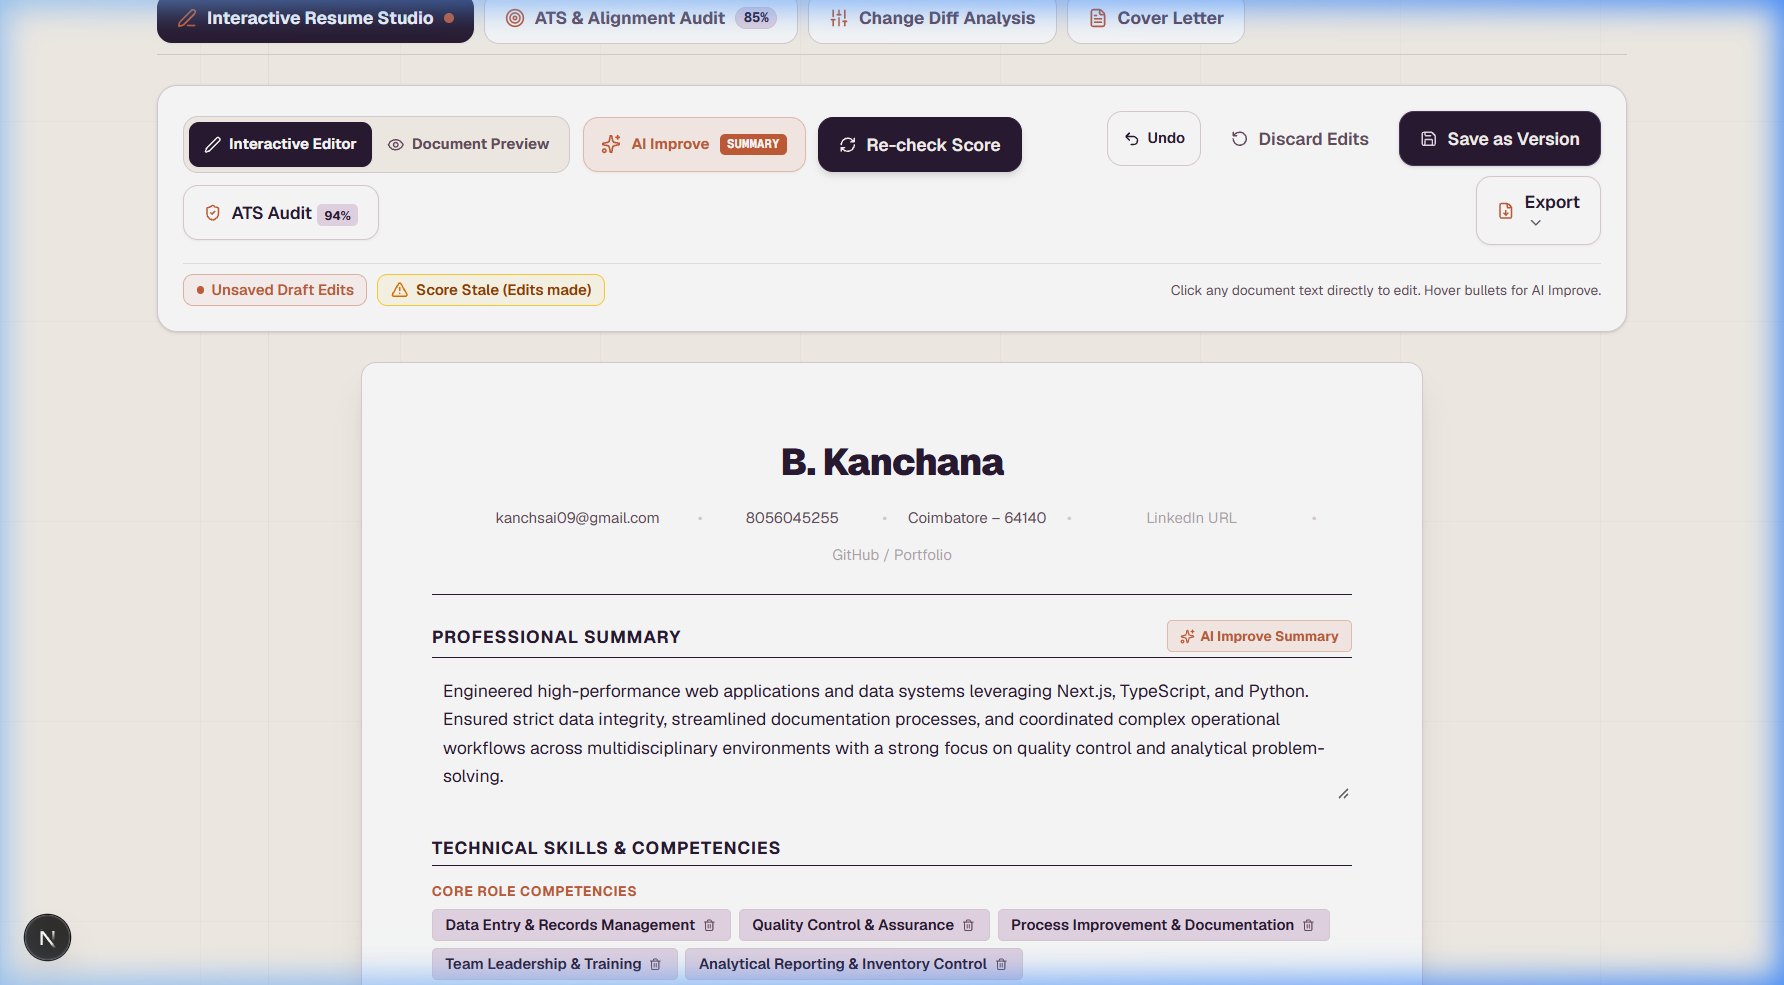 Interactive Resume Studio
ATS & Alignment Audit 85%
Change Diff Analysis
Cover Letter
Interactive Editor
Document Preview
AI Improve SUMMARY
Re-check Score
Undo
Discard Edits
Save as Version
ATS Audit 94%
Export
Unsaved Draft Edits
Score Stale (Edits made)
Click any document text directly to edit. Hover bullets for AI Improve.
B. Kanchana
kanchsai09@gmail.com • 8056045255 • Coimbatore – 64140 • LinkedIn URL •
GitHub / Portfolio
PROFESSIONAL SUMMARY
AI Improve Summary
Engineered high-performance web applications and data systems leveraging Next.js, TypeScript, and Python.
Ensured strict data integrity, streamlined documentation processes, and coordinated complex operational
workflows across multidisciplinary environments with a strong focus on quality control and analytical problem-
solving.
TECHNICAL SKILLS & COMPETENCIES
CORE ROLE COMPETENCIES
Data Entry & Records Management
Quality Control & Assurance
Process Improvement & Documentation
Team Leadership & Training
Analytical Reporting & Inventory Control
N